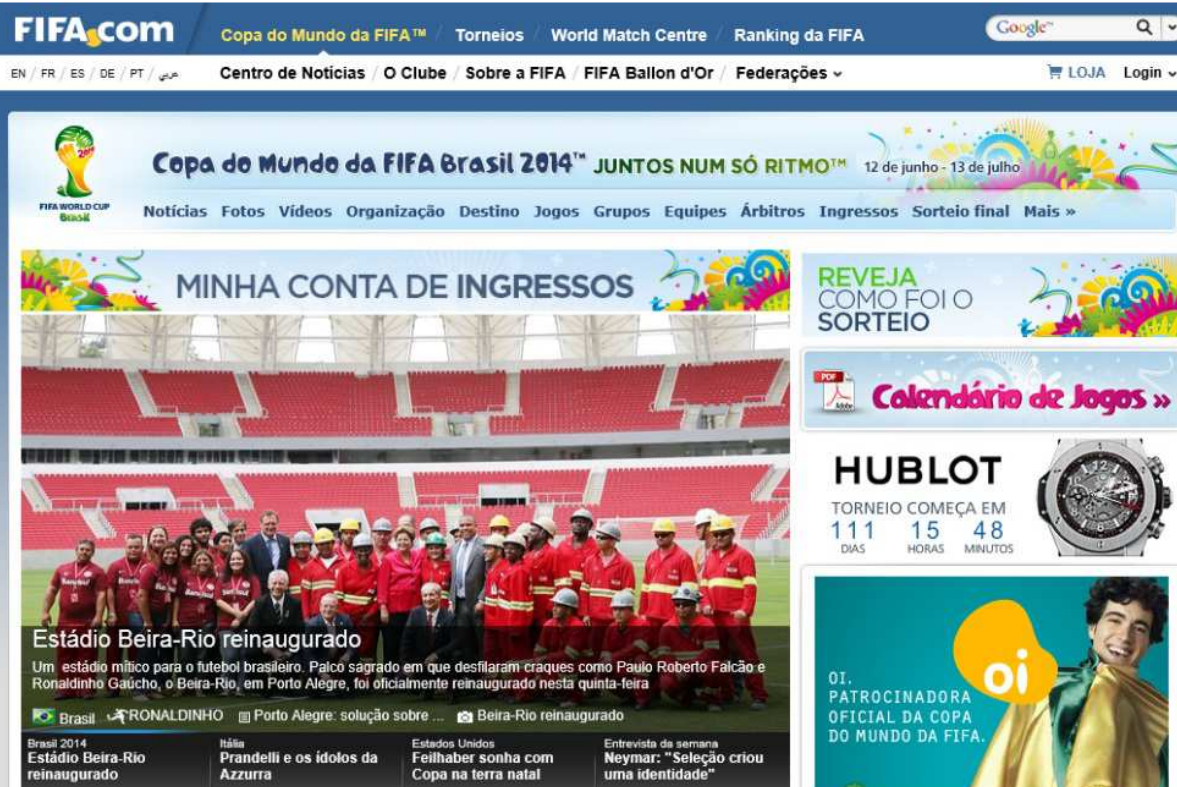 FIFA.com
Copa do Mundo da FIFA™ / Torneios / World Match Centre / Ranking da FIFA
Google™
EN / FR / ES / DE / PT / عربي
Centro de Notícias / O Clube / Sobre a FIFA / FIFA Ballon d'Or / Federações
LOJA Login
2014
FIFA WORLD CUP
Brasil
Copa do Mundo da FIFA Brasil 2014™ JUNTOS NUM SÓ RITMO™ 12 de junho - 13 de julho
Notícias Fotos Vídeos Organização Destino Jogos Grupos Equipes Árbitros Ingressos Sorteio final Mais »
MINHA CONTA DE INGRESSOS
Banrisul
Banrisul
Estádio Beira-Rio reinaugurado
Um estádio mítico para o futebol brasileiro. Palco sagrado em que desfilaram craques como Paulo Roberto Falcão e
Ronaldinho Gaúcho, o Beira-Rio, em Porto Alegre, foi oficialmente reinaugurado nesta quinta-feira
Brasil RONALDINHO Porto Alegre: solução sobre ... Beira-Rio reinaugurado
Brasil 2014
Estádio Beira-Rio
reinaugurado
Itália
Prandelli e os ídolos da
Azzurra
Estados Unidos
Feilhaber sonha com
Copa na terra natal
Entrevista da semana
Neymar: "Seleção criou
uma identidade"
REVEJA
COMO FOI O
SORTEIO
PDF
Adobe
Calendário de Jogos »
HUBLOT
TORNEIO COMEÇA EM
111 15 48
DIAS HORAS MINUTOS
12
6
oi
OI.
PATROCINADORA
OFICIAL DA COPA
DO MUNDO DA FIFA.